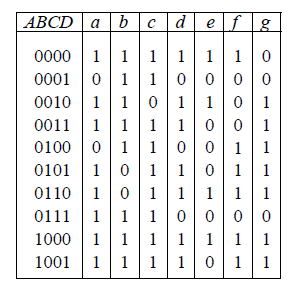 ABCD a b c d e f g
0000 1 1 1 1 1 1 0
0001 0 1 1 0 0 0 0
0010 1 1 0 1 1 0 1
0011 1 1 1 1 0 0 1
0100 0 1 1 0 0 1 1
0101 1 0 1 1 0 1 1
0110 1 0 1 1 1 1 1
0111 1 1 1 0 0 0 0
1000 1 1 1 1 1 1 1
1001 1 1 1 1 0 1 1